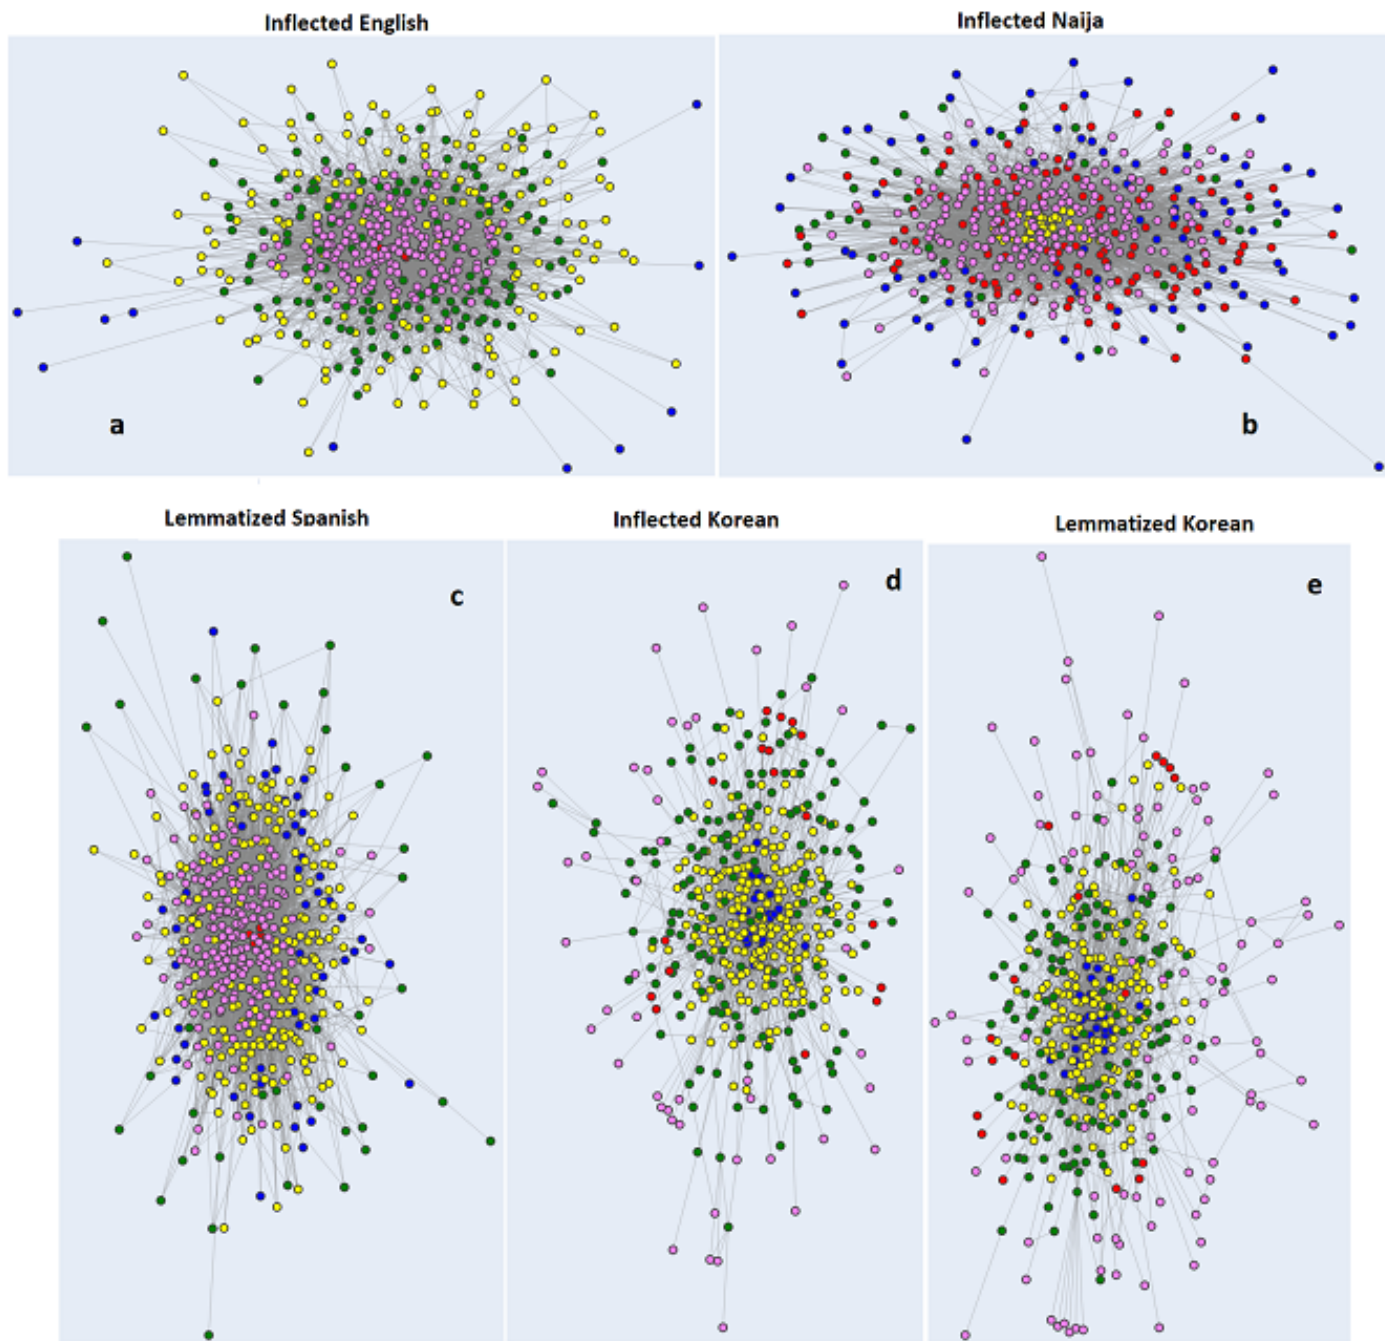 Inflected English
Inflected Naija
a
b
Lemmatized Spanish
Inflected Korean
Lemmatized Korean
c
d
e